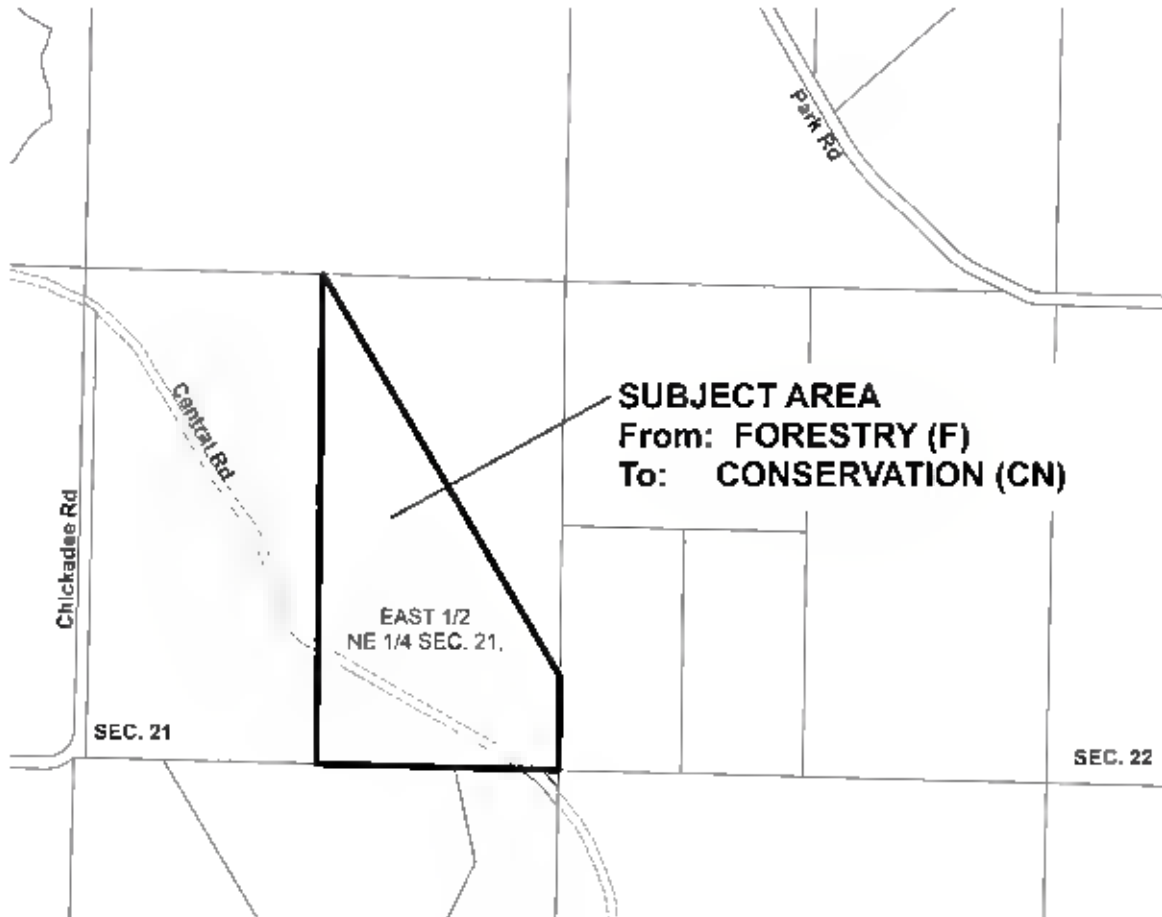 Park Rd
SUBJECT AREA
From: FORESTRY (F)
To: CONSERVATION (CN)
Central Rd
Chickadee Rd
EAST 1/2
NE 1/4 SEC. 21,
SEC. 21
SEC. 22